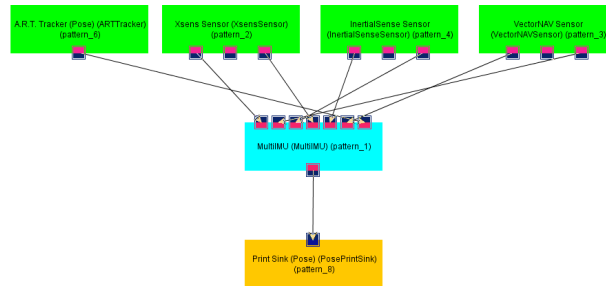 A.R.T. Tracker (Pose) (ARTTracker)
(pattern_6)
Xsens Sensor (XsensSensor)
(pattern_2)
InertialSense Sensor
(InertialSenseSensor) (pattern_4)
VectorNAV Sensor
(VectorNAVSensor) (pattern_3)
MultiIMU (MultiIMU) (pattern_1)
Print Sink (Pose) (PosePrintSink)
(pattern_8)